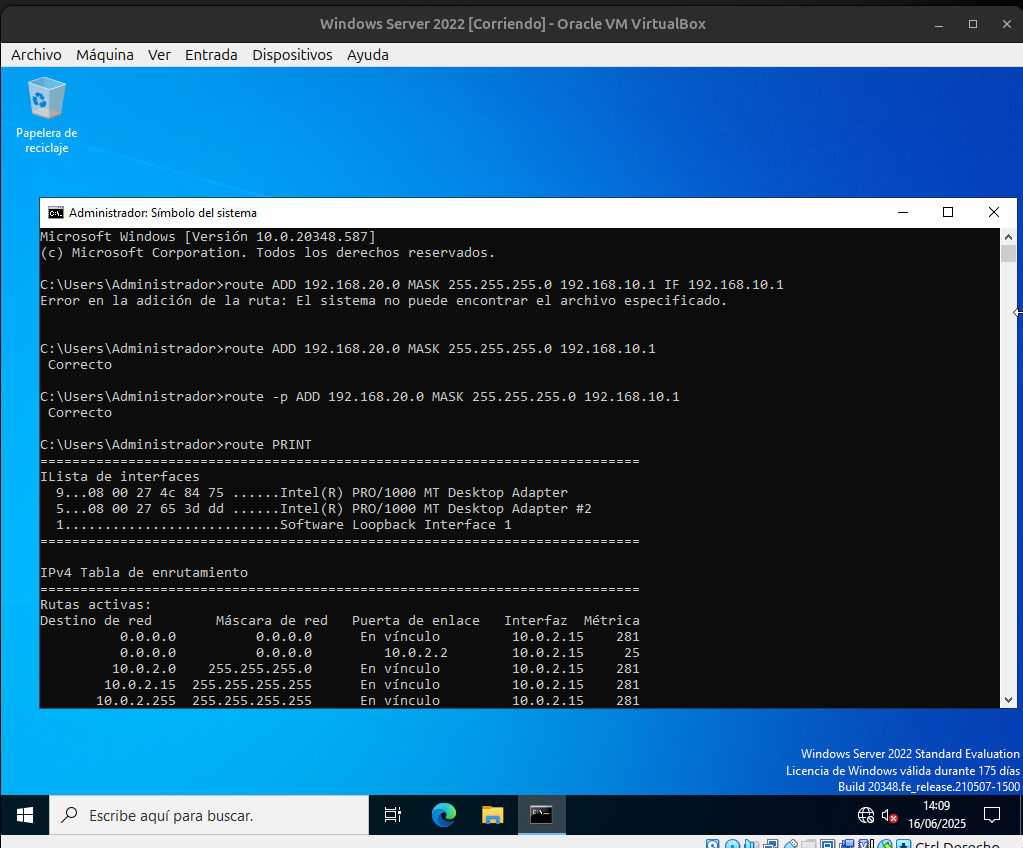 Windows Server 2022 [Corriendo] - Oracle VM VirtualBox
Archivo Máquina Ver Entrada Dispositivos Ayuda
Papelera de
reciclaje
Administrador: Símbolo del sistema
Microsoft Windows [Versión 10.0.20348.587]
(c) Microsoft Corporation. Todos los derechos reservados.
C:\Users\Administrador>route ADD 192.168.20.0 MASK 255.255.255.0 192.168.10.1 IF 192.168.10.1
Error en la adición de la ruta: El sistema no puede encontrar el archivo especificado.
C:\Users\Administrador>route ADD 192.168.20.0 MASK 255.255.255.0 192.168.10.1
Correcto
C:\Users\Administrador>route -p ADD 192.168.20.0 MASK 255.255.255.0 192.168.10.1
Correcto
C:\Users\Administrador>route PRINT
===========================================================================
ILista de interfaces
9...08 00 27 4c 84 75 ......Intel(R) PRO/1000 MT Desktop Adapter
5...08 00 27 65 3d dd ......Intel(R) PRO/1000 MT Desktop Adapter #2
1...........................Software Loopback Interface 1
===========================================================================
IPv4 Tabla de enrutamiento
===========================================================================
Rutas activas:
Destino de red Máscara de red Puerta de enlace Interfaz Métrica
0.0.0.0 0.0.0.0 En vínculo 10.0.2.15 281
0.0.0.0 0.0.0.0 10.0.2.2 10.0.2.15 25
10.0.2.0 255.255.255.0 En vínculo 10.0.2.15 281
10.0.2.15 255.255.255.255 En vínculo 10.0.2.15 281
10.0.2.255 255.255.255.255 En vínculo 10.0.2.15 281
Windows Server 2022 Standard Evaluation
Licencia de Windows válida durante 175 días
Build 20348.fe_release.210507-1500
Escribe aquí para buscar.
14:09
16/06/2025
Ctrl Derecho